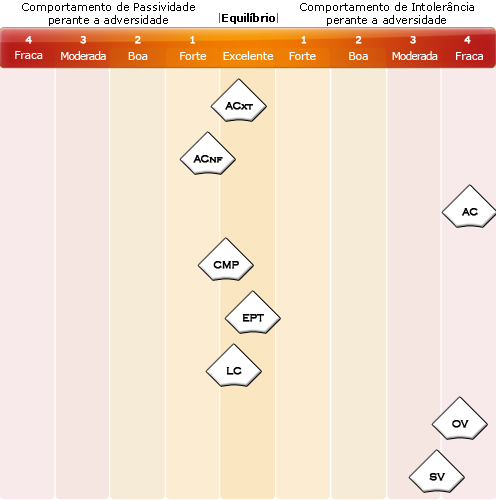 Comportamento de Passividade
perante a adversidade
|Equilíbrio|
Comportamento de Intolerância
perante a adversidade
4 3 2 1 1 2 3 4
Fraca Moderada Boa Forte Excelente Forte Boa Moderada Fraca
ACXT
ACNF
AC
CMP
EPT
LC
OV
SV